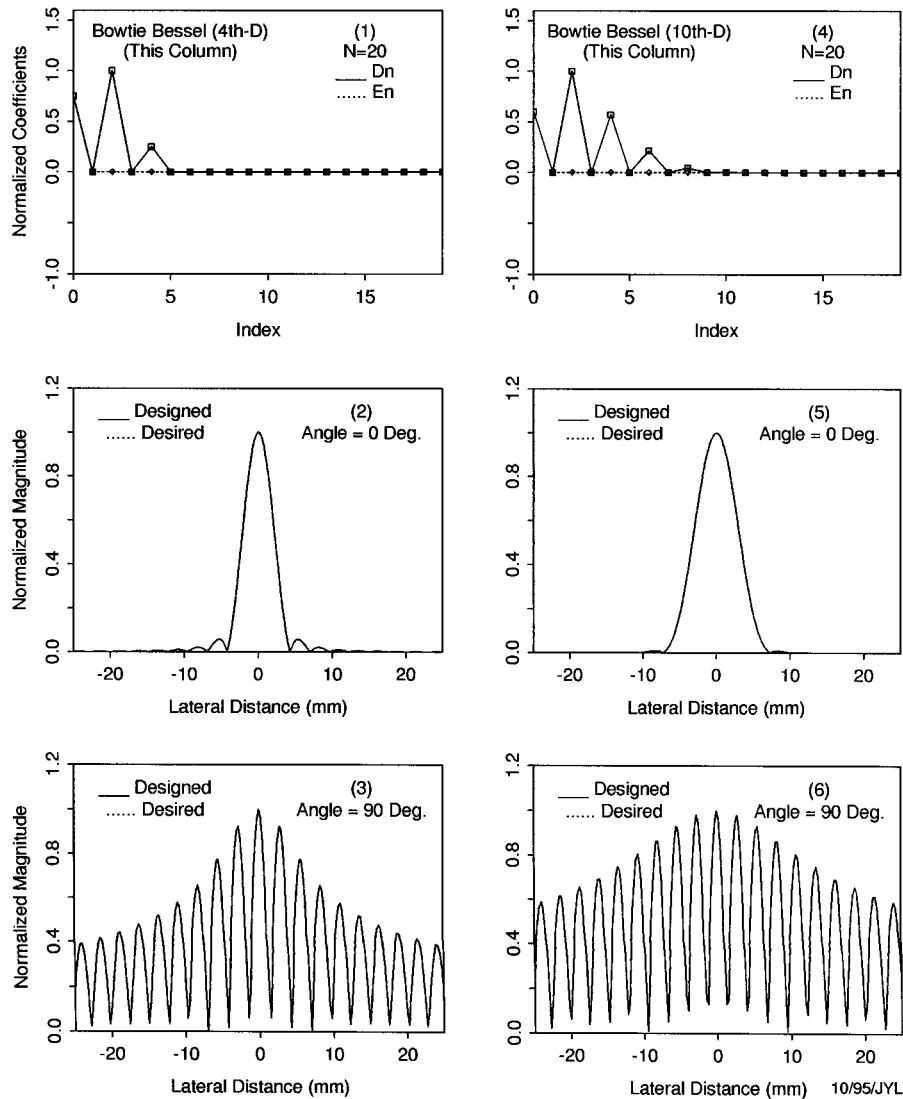 Bowtie Bessel (4th-D) (1)
(This Column) N=20
Dn
En
Normalized Coefficients
1.5
1.0
0.5
0.0
-1.0
0 5 10 15
Index
Bowtie Bessel (10th-D) (4)
(This Column) N=20
Dn
En
1.5
1.0
0.5
0.0
-1.0
0 5 10 15
Index
Designed (2)
Desired Angle = 0 Deg.
Normalized Magnitude
1.2
0.8
0.4
0.0
-20 -10 0 10 20
Lateral Distance (mm)
Designed (5)
Desired Angle = 0 Deg.
1.2
0.8
0.4
0.0
-20 -10 0 10 20
Lateral Distance (mm)
Designed (3)
Desired Angle = 90 Deg.
Normalized Magnitude
1.2
0.8
0.4
0.0
-20 -10 0 10 20
Lateral Distance (mm)
Designed (6)
Desired Angle = 90 Deg.
1.2
0.8
0.4
0.0
-20 -10 0 10 20
Lateral Distance (mm) 10/95/JYL